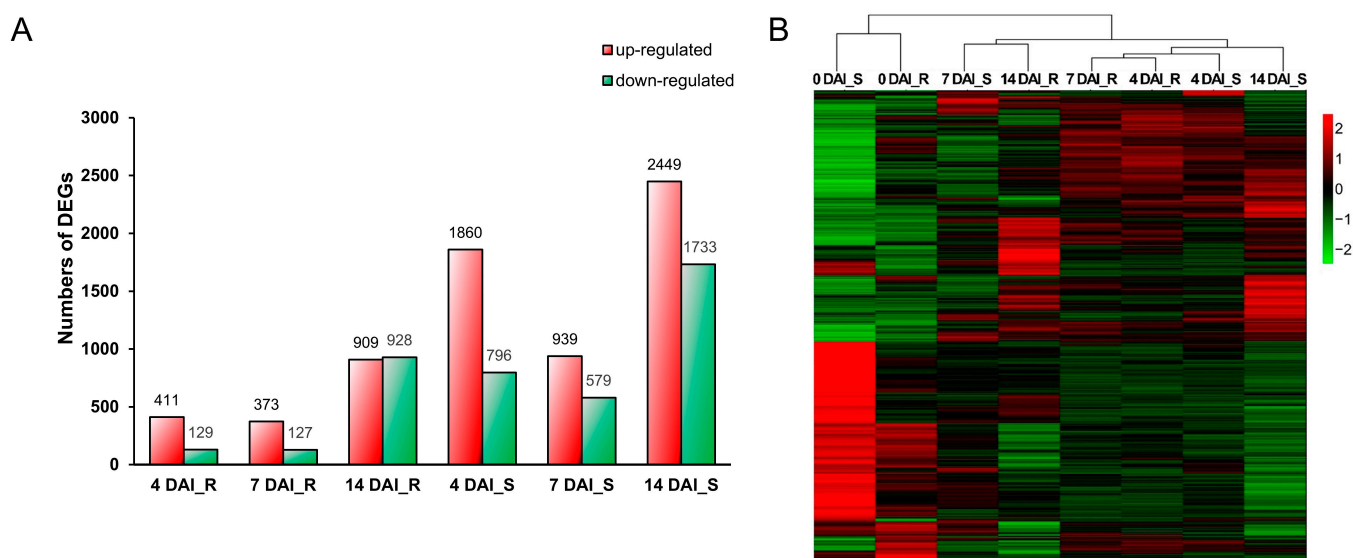 A
up-regulated
down-regulated
Numbers of DEGs
3000
2500
2000
1500
1000
500
0
411
129
373
127
909
928
1860
796
939
579
2449
1733
4 DAI_R
7 DAI_R
14 DAI_R
4 DAI_S
7 DAI_S
14 DAI_S
B
0 DAI_S
0 DAI_R
7 DAI_S
14 DAI_R
7 DAI_R
4 DAI_R
4 DAI_S
14 DAI_S
2
1
0
−1
−2